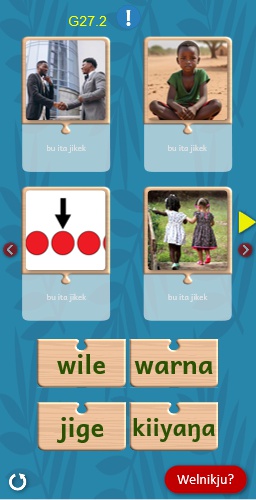 G27.2 !
bu ita jikek
bu ita jikek
bu ita jikek
bu ita jikek
wile
warna
jige
kiiyaŋa
Welnikju?